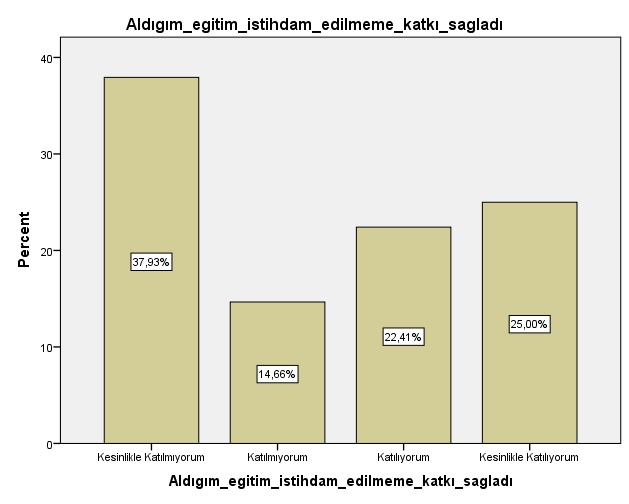 Aldıgım_egitim_istihdam_edilmeme_katkı_sagladı
Percent
40
30
20
10
0
37,93%
14,66%
22,41%
25,00%
Kesinlikle Katılmıyorum
Katılmıyorum
Katılıyorum
Kesinlikle Katılıyorum
Aldıgım_egitim_istihdam_edilmeme_katkı_sagladı